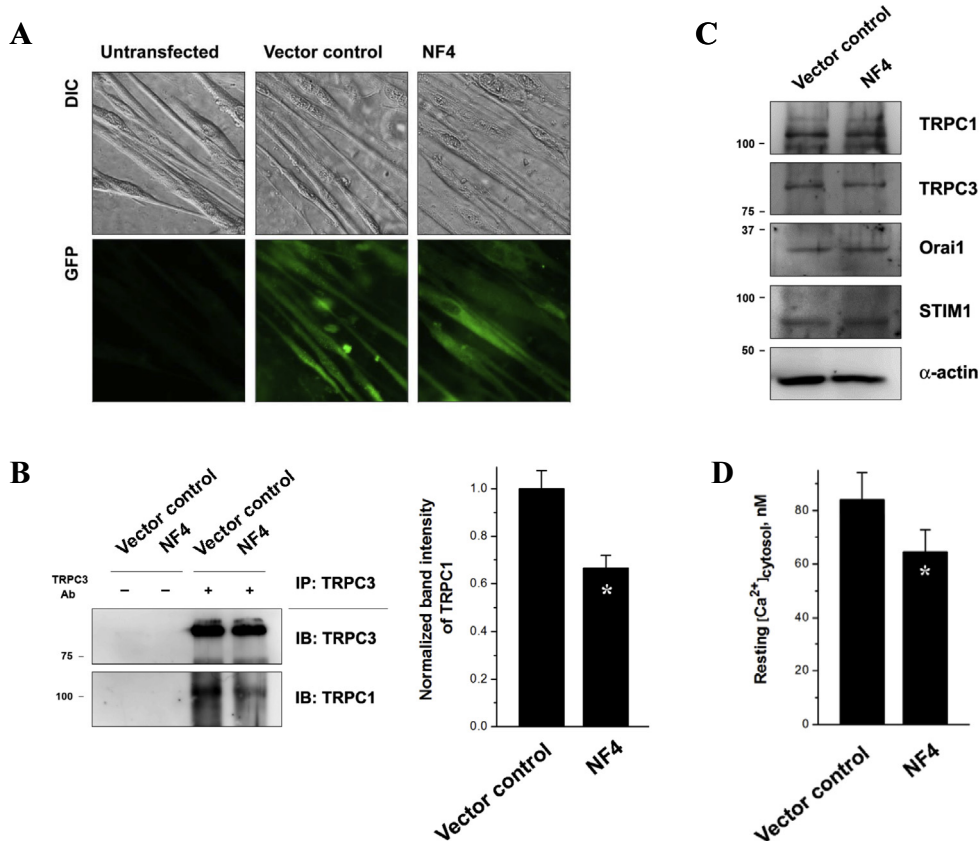 A
Untransfected
Vector control
NF4
DIC
GFP
C
Vector control
NF4
100 –
TRPC1
TRPC3
75 –
37 –
Orai1
100 –
STIM1
50 –
α-actin
B
Vector control
NF4
Vector control
NF4
TRPC3
Ab
– – + +
IP: TRPC3
IB: TRPC3
75 –
100 –
IB: TRPC1
Normalized band intensity
of TRPC1
1.0
0.8
0.6
0.4
0.2
0.0
*
Vector control
NF4
D
Resting [Ca²⁺]cytosol, nM
80
60
40
20
0
*
Vector control
NF4